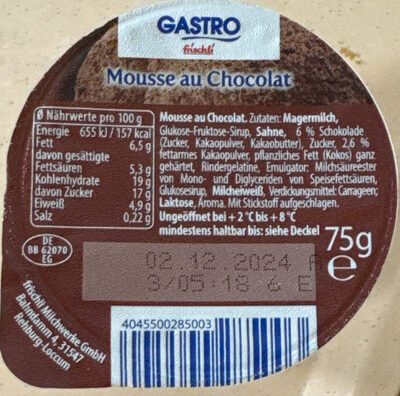 GASTRO
frischli
Mousse au Chocolat
Ø Nährwerte pro 100 g
Energie 655 kJ / 157 kcal
Fett 6,5 g
davon gesättigte
Fettsäuren 5,3 g
Kohlenhydrate 19 g
davon Zucker 17 g
Eiweiß 4,9 g
Salz 0,22 g
Mousse au Chocolat. Zutaten: Magermilch,
Glukose-Fruktose-Sirup, Sahne, 6 % Schokolade
(Zucker, Kakaopulver, Kakaobutter), Zucker, 2,6 %
fettarmes Kakaopulver, pflanzliches Fett (Kokos) ganz
gehärtet, Rindergelatine, Emulgator: Milchsäureester
von Mono- und Diglyceriden von Speisefettsäuren,
Glukosesirup, Milcheiweiß, Verdickungsmittel: Carrageen;
Laktose, Aroma. Mit Stickstoff aufgeschlagen.
Ungeöffnet bei + 2 °C bis + 8 °C
mindestens haltbar bis: siehe Deckel
75g
e
DE
BB 62070
EG
02.12.2024 F
3/05:18 6 E
frischli Milchwerke GmbH
Bahndamm 4, 31547
Rehburg-Loccum
4045500285003